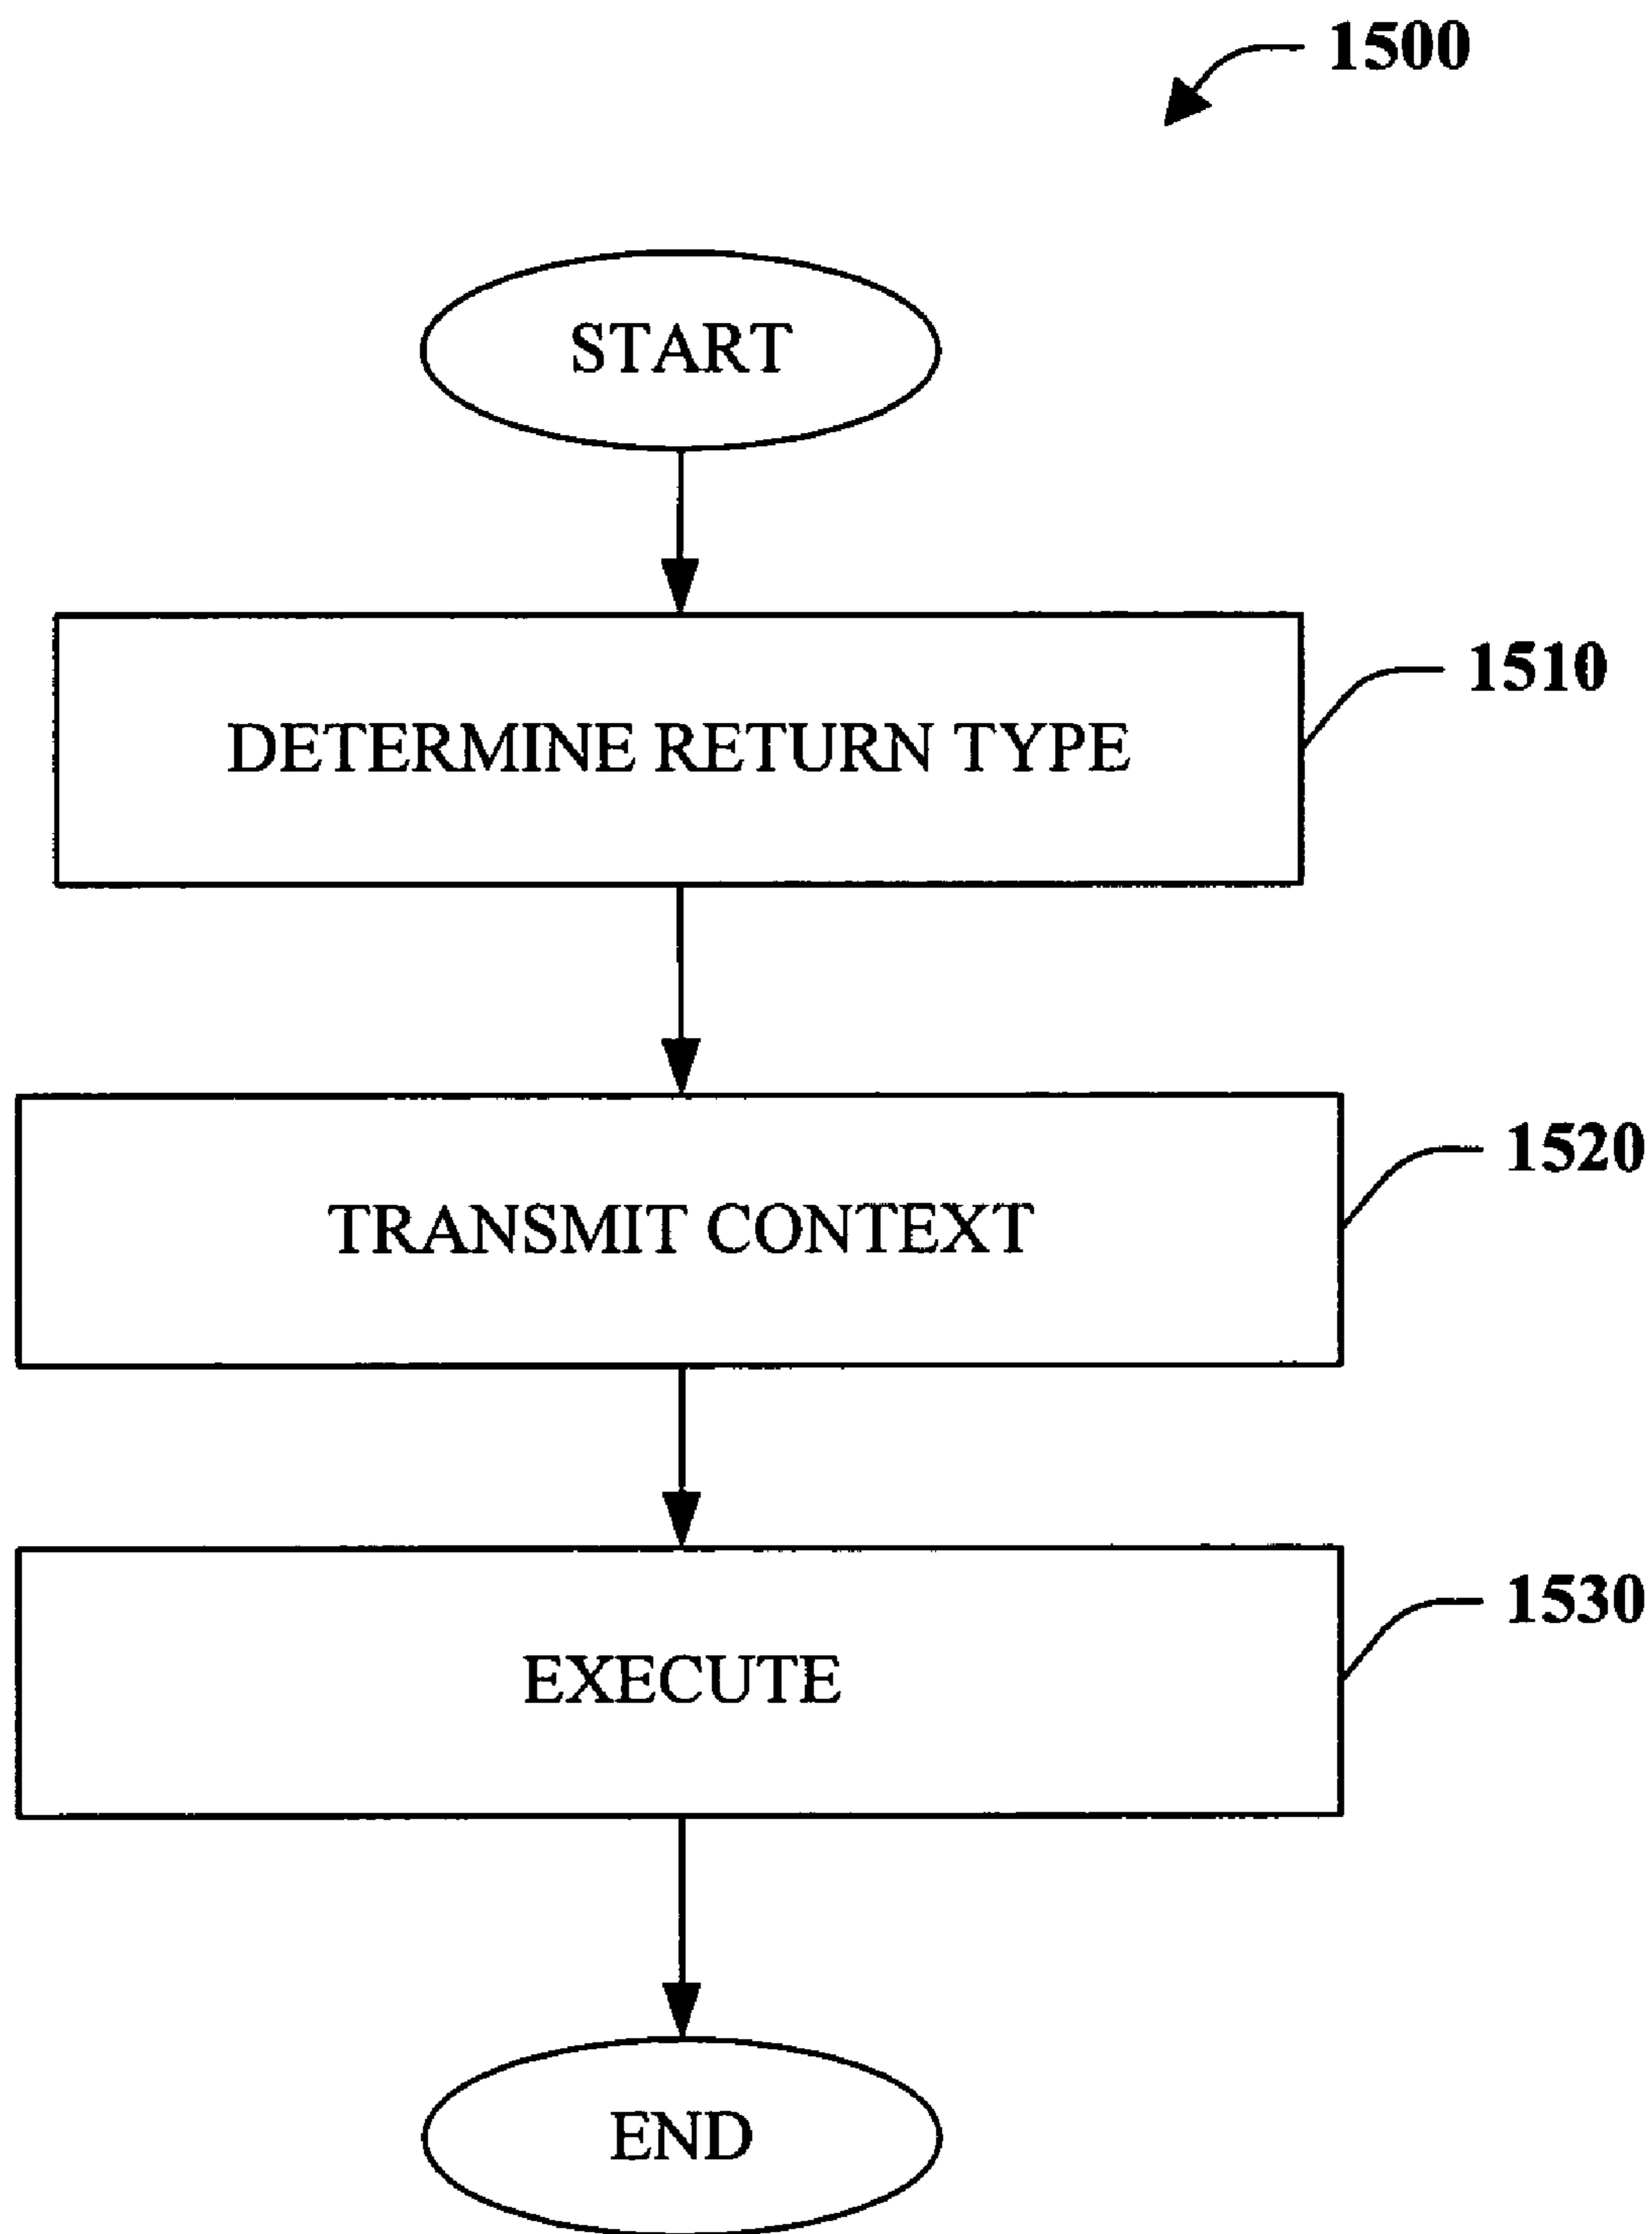 1500
START
DETERMINE RETURN TYPE
1510
TRANSMIT CONTEXT
1520
EXECUTE
1530
END